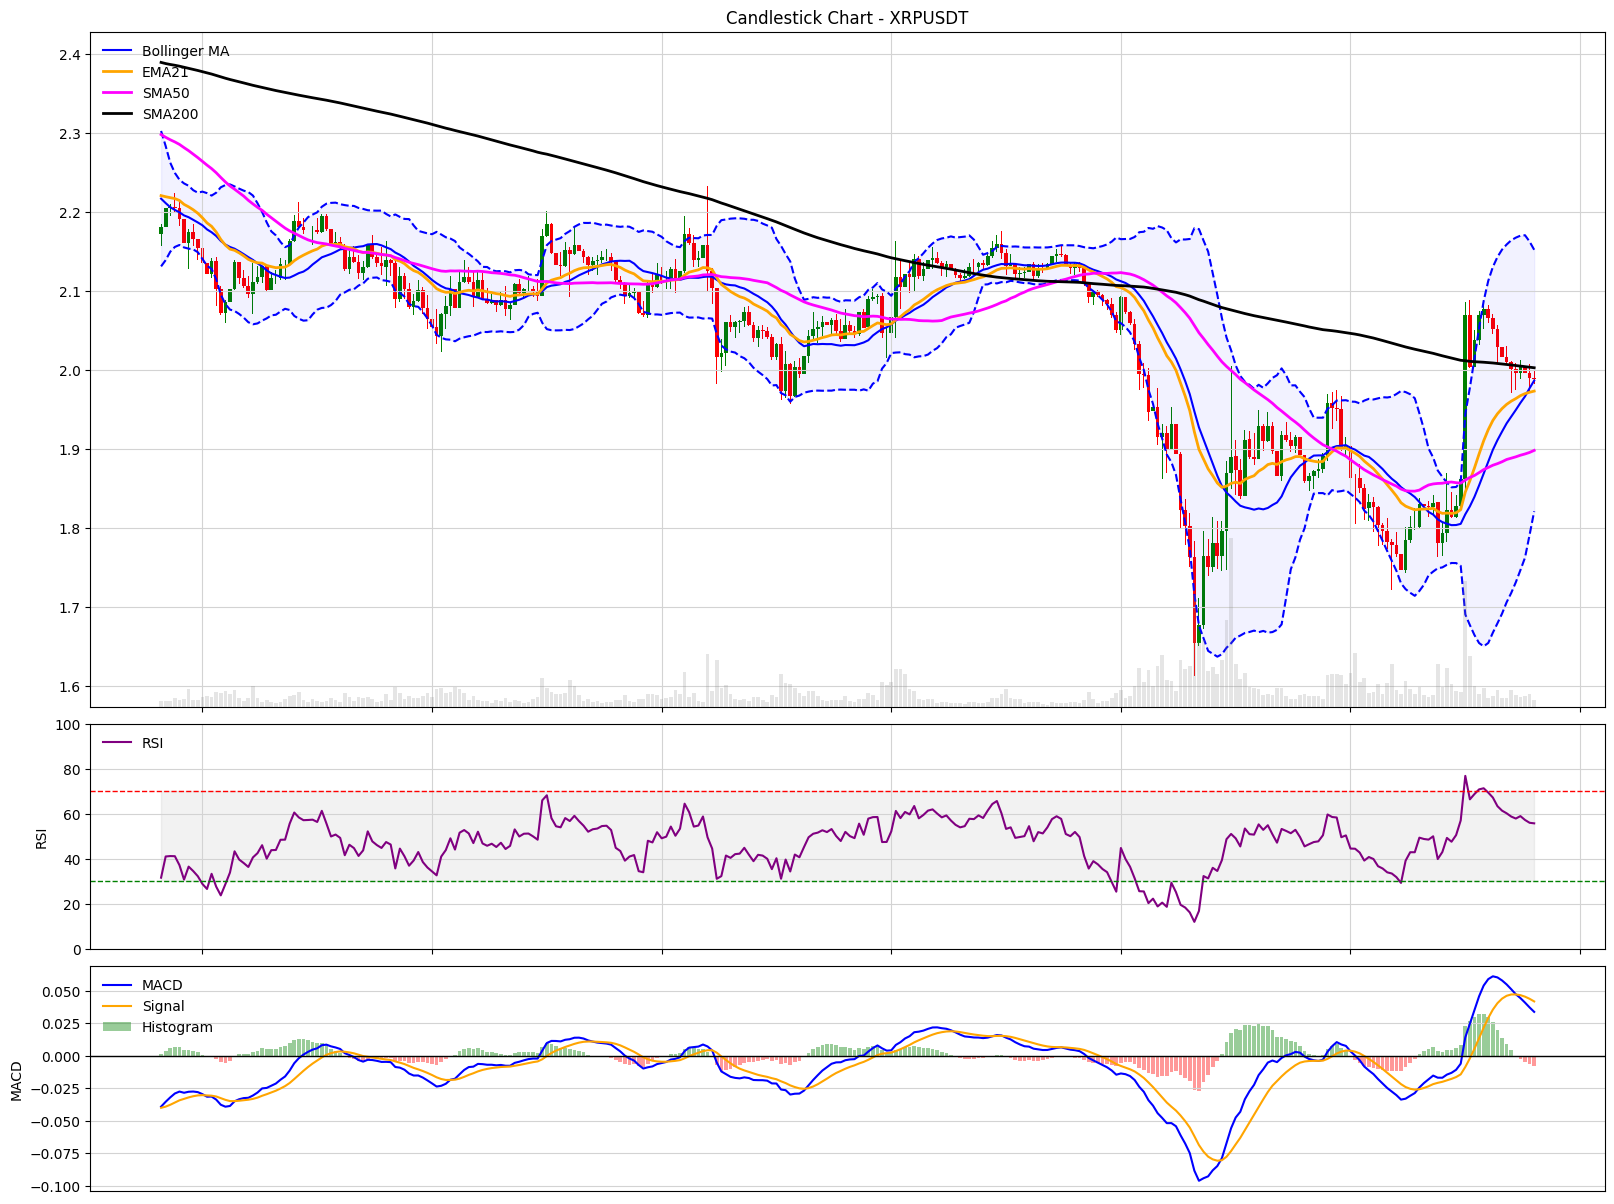 Candlestick Chart - XRPUSDT
Bollinger MA
EMA21
SMA50
SMA200
2.4
2.3
2.2
2.1
2.0
1.9
1.8
1.7
1.6
RSI
RSI
100
80
60
40
20
0
MACD
Signal
Histogram
MACD
0.050
0.025
0.000
−0.025
−0.050
−0.075
−0.100